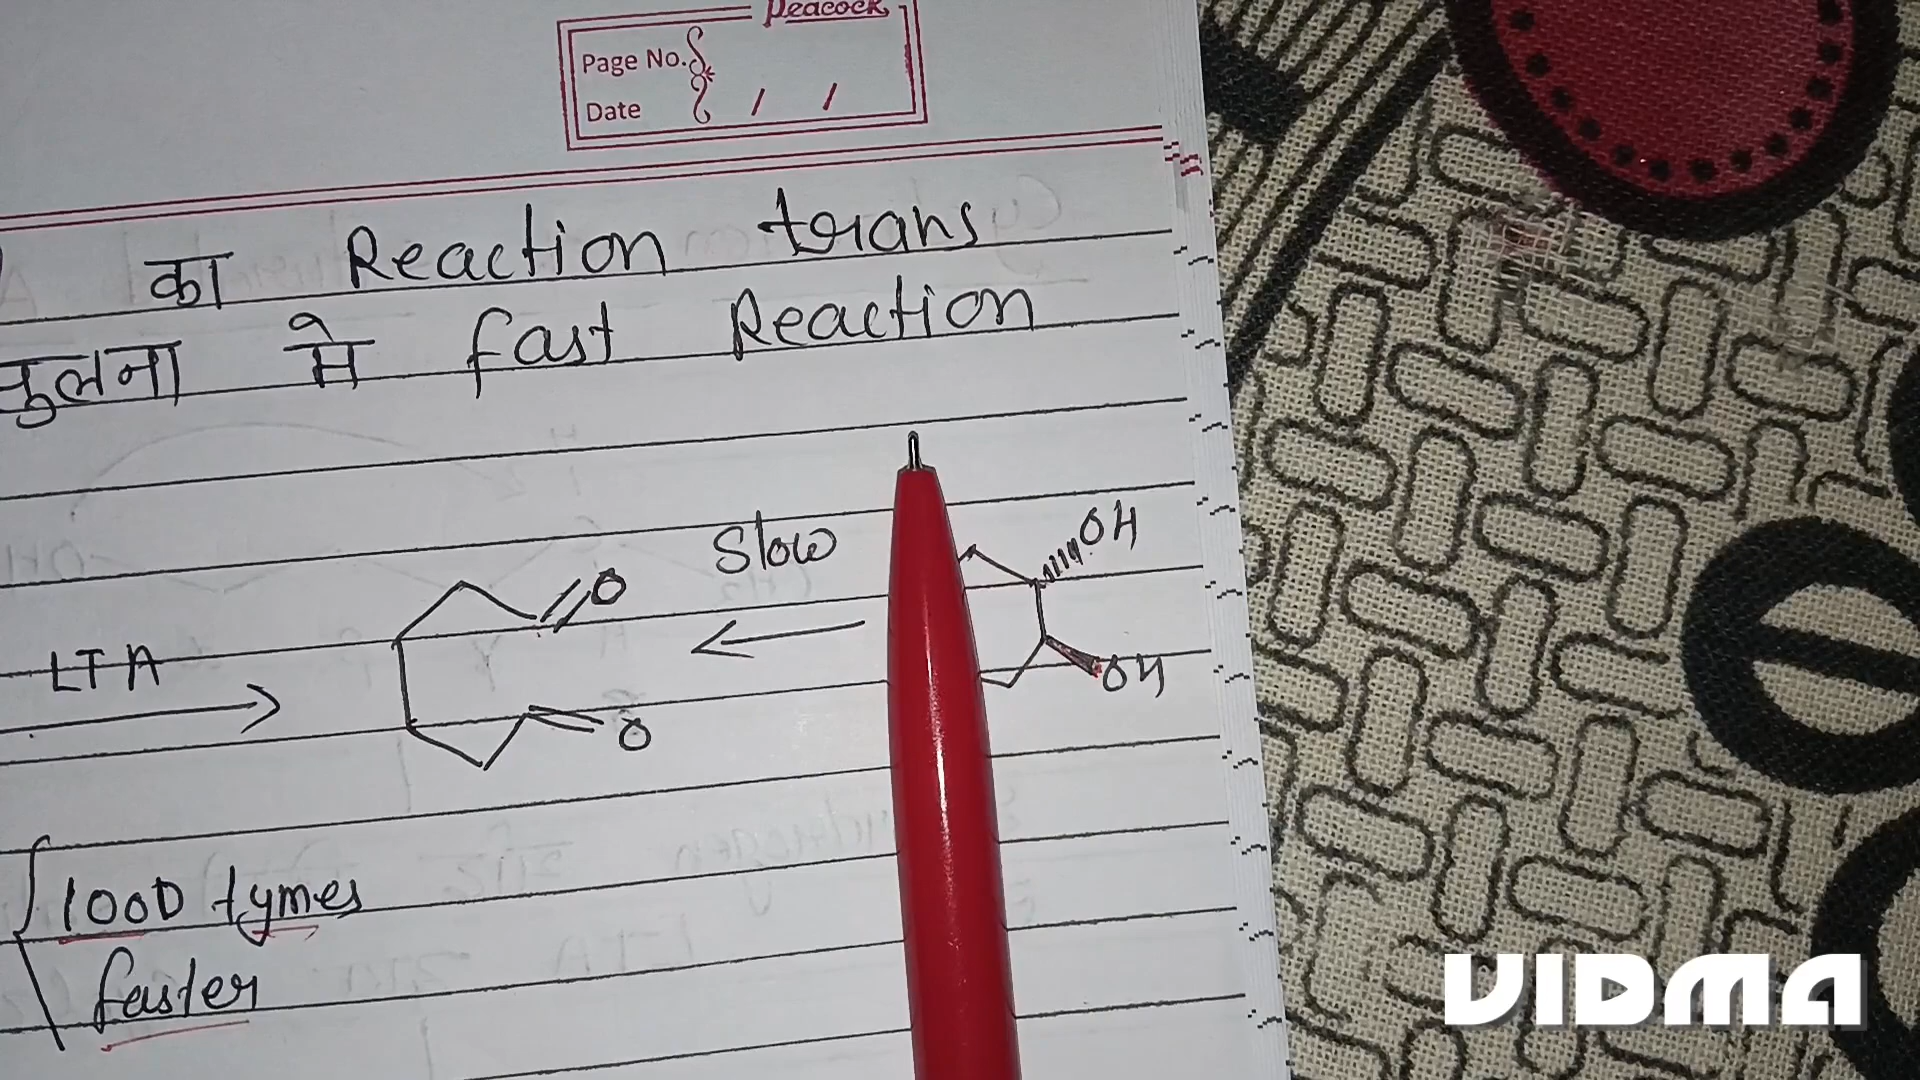 Peacock
Page No.
Date / /
का Reaction trans
तुलना मे fast Reaction
Slow
OH
O
LTA
OH
O
1000 tymes
faster
VIDMA